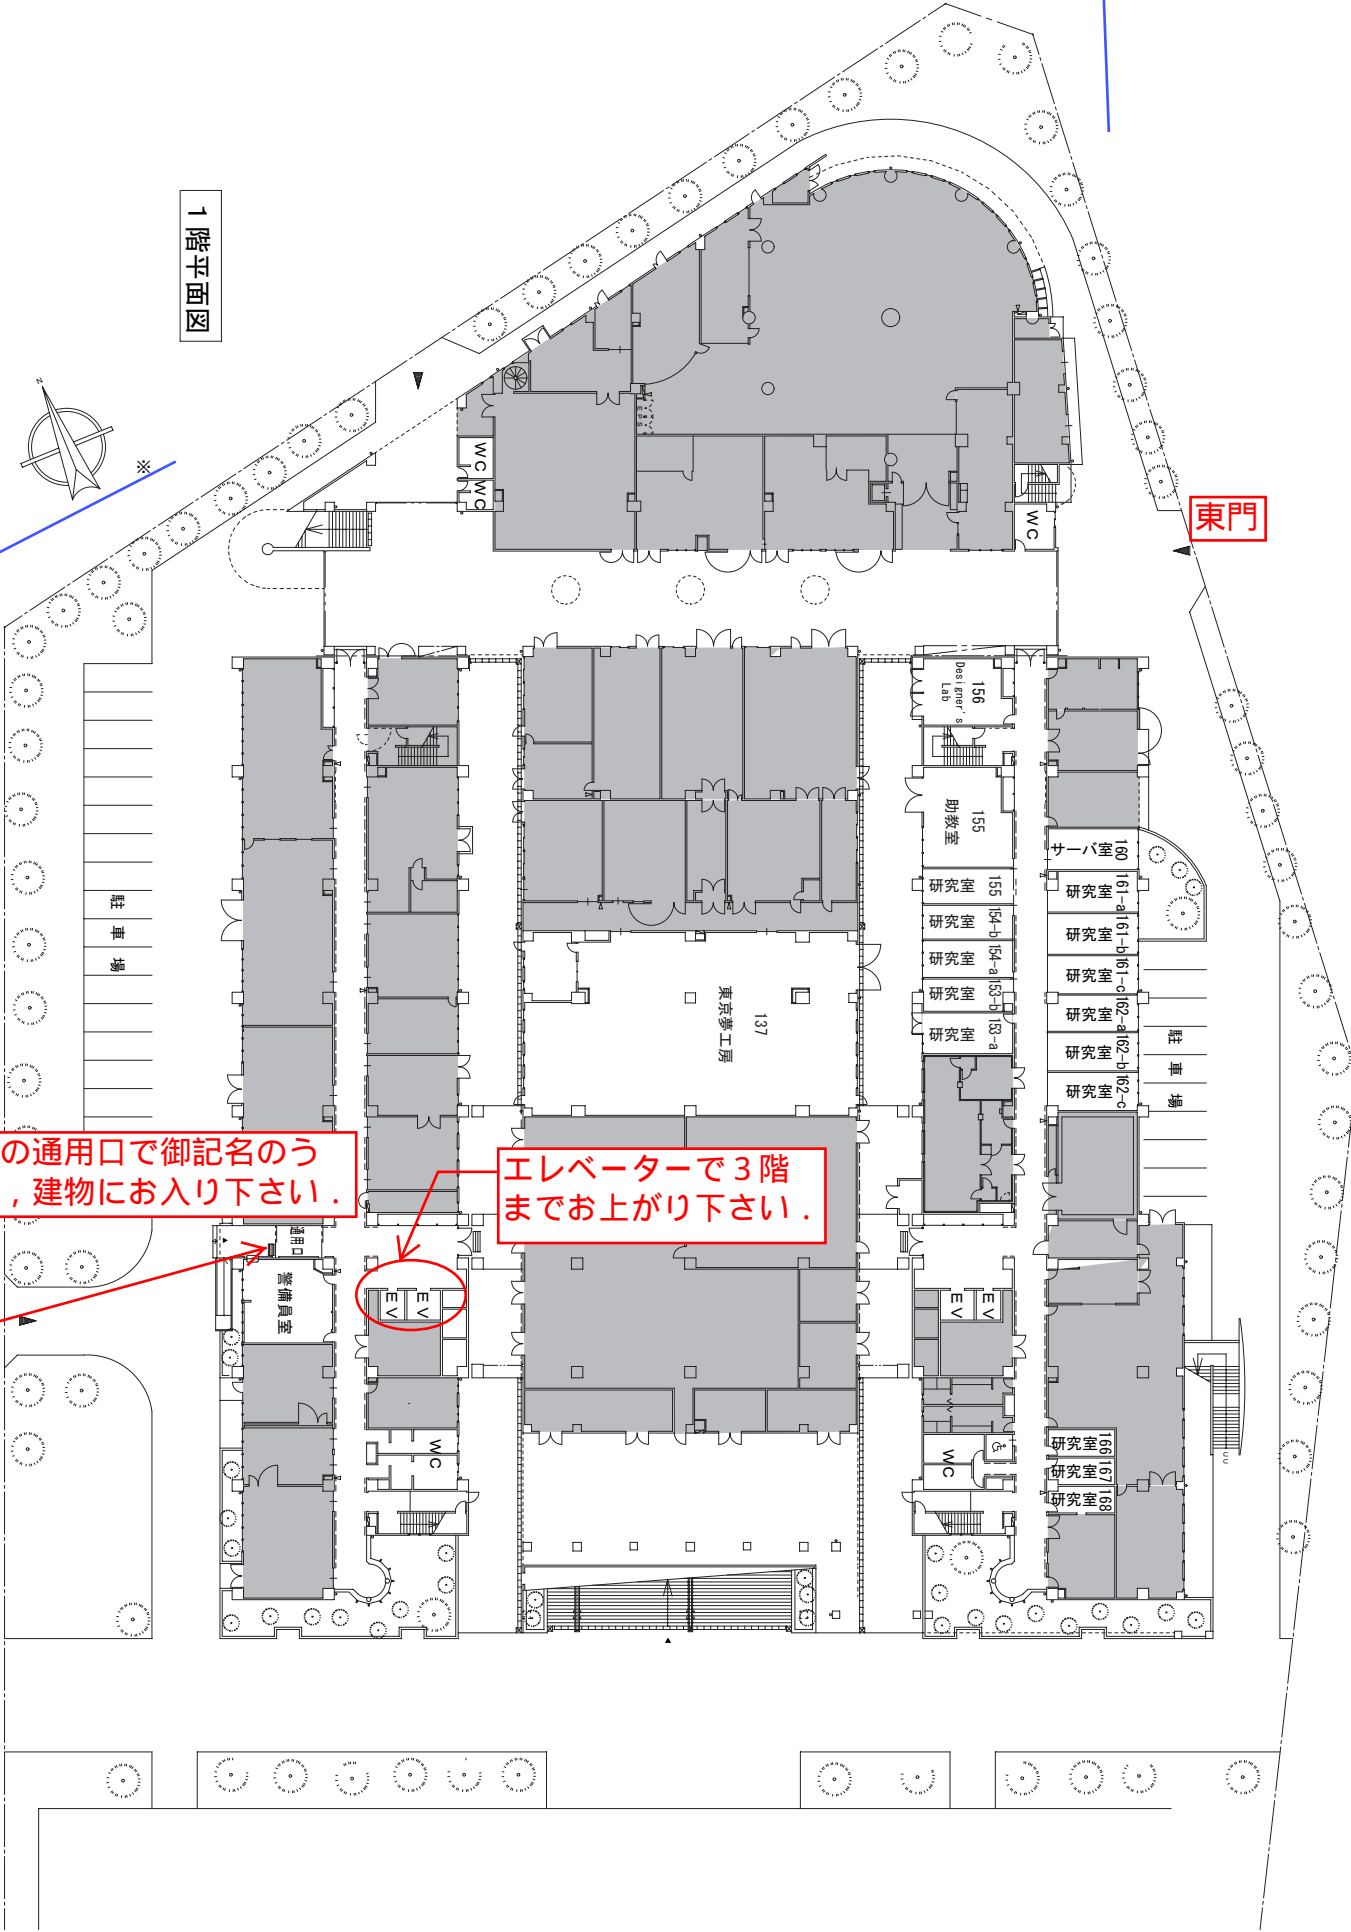 1階平面図
N
※
東門
EPS
WC
WC
WC
156
Designer's
Lab
155
助教室
研究室 155
研究室 154-b
研究室 154-a
研究室 153-b
研究室 153-a
サーバ室 160
研究室 161-a
研究室 161-b
研究室 161-c
研究室 162-a
研究室 162-b
研究室 162-c
駐車場
駐車場
137
東京夢工房
の通用口で御記名のう
，建物にお入り下さい．
エレベーターで３階
までお上がり下さい．
通用口
警備員室
EV
EV
EV
EV
WC
WC
研究室 166
研究室 167
研究室 168